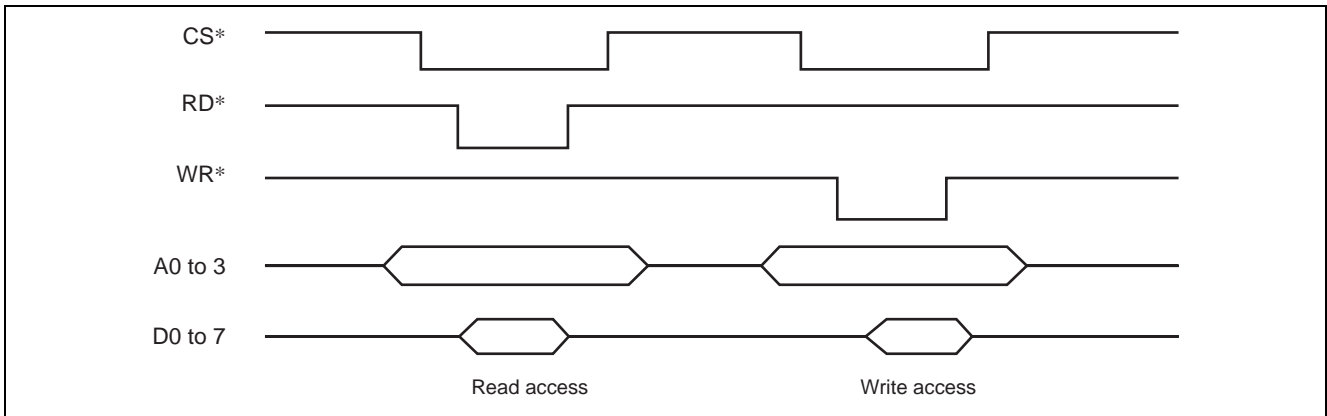 CS*
RD*
WR*
A0 to 3
D0 to 7
Read access
Write access